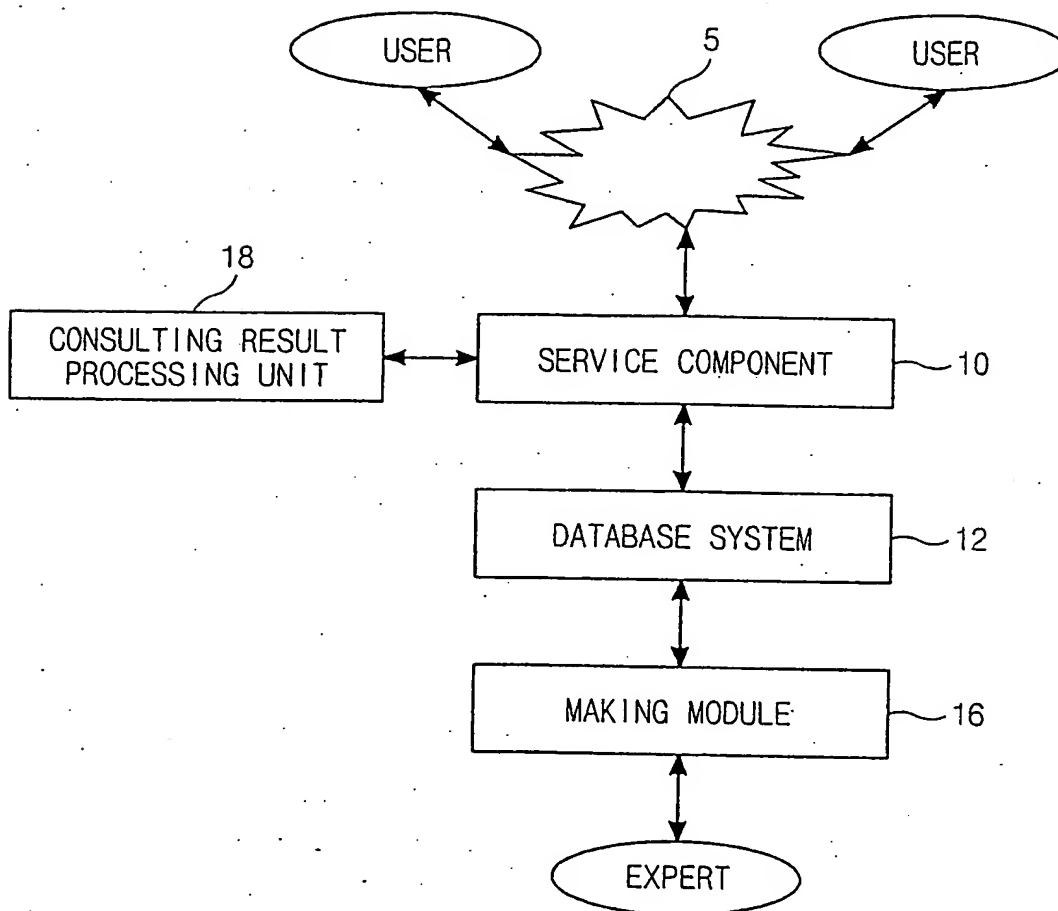 USER
5
USER
18
CONSULTING RESULT
PROCESSING UNIT
SERVICE COMPONENT
10
DATABASE SYSTEM
12
MAKING MODULE
16
EXPERT